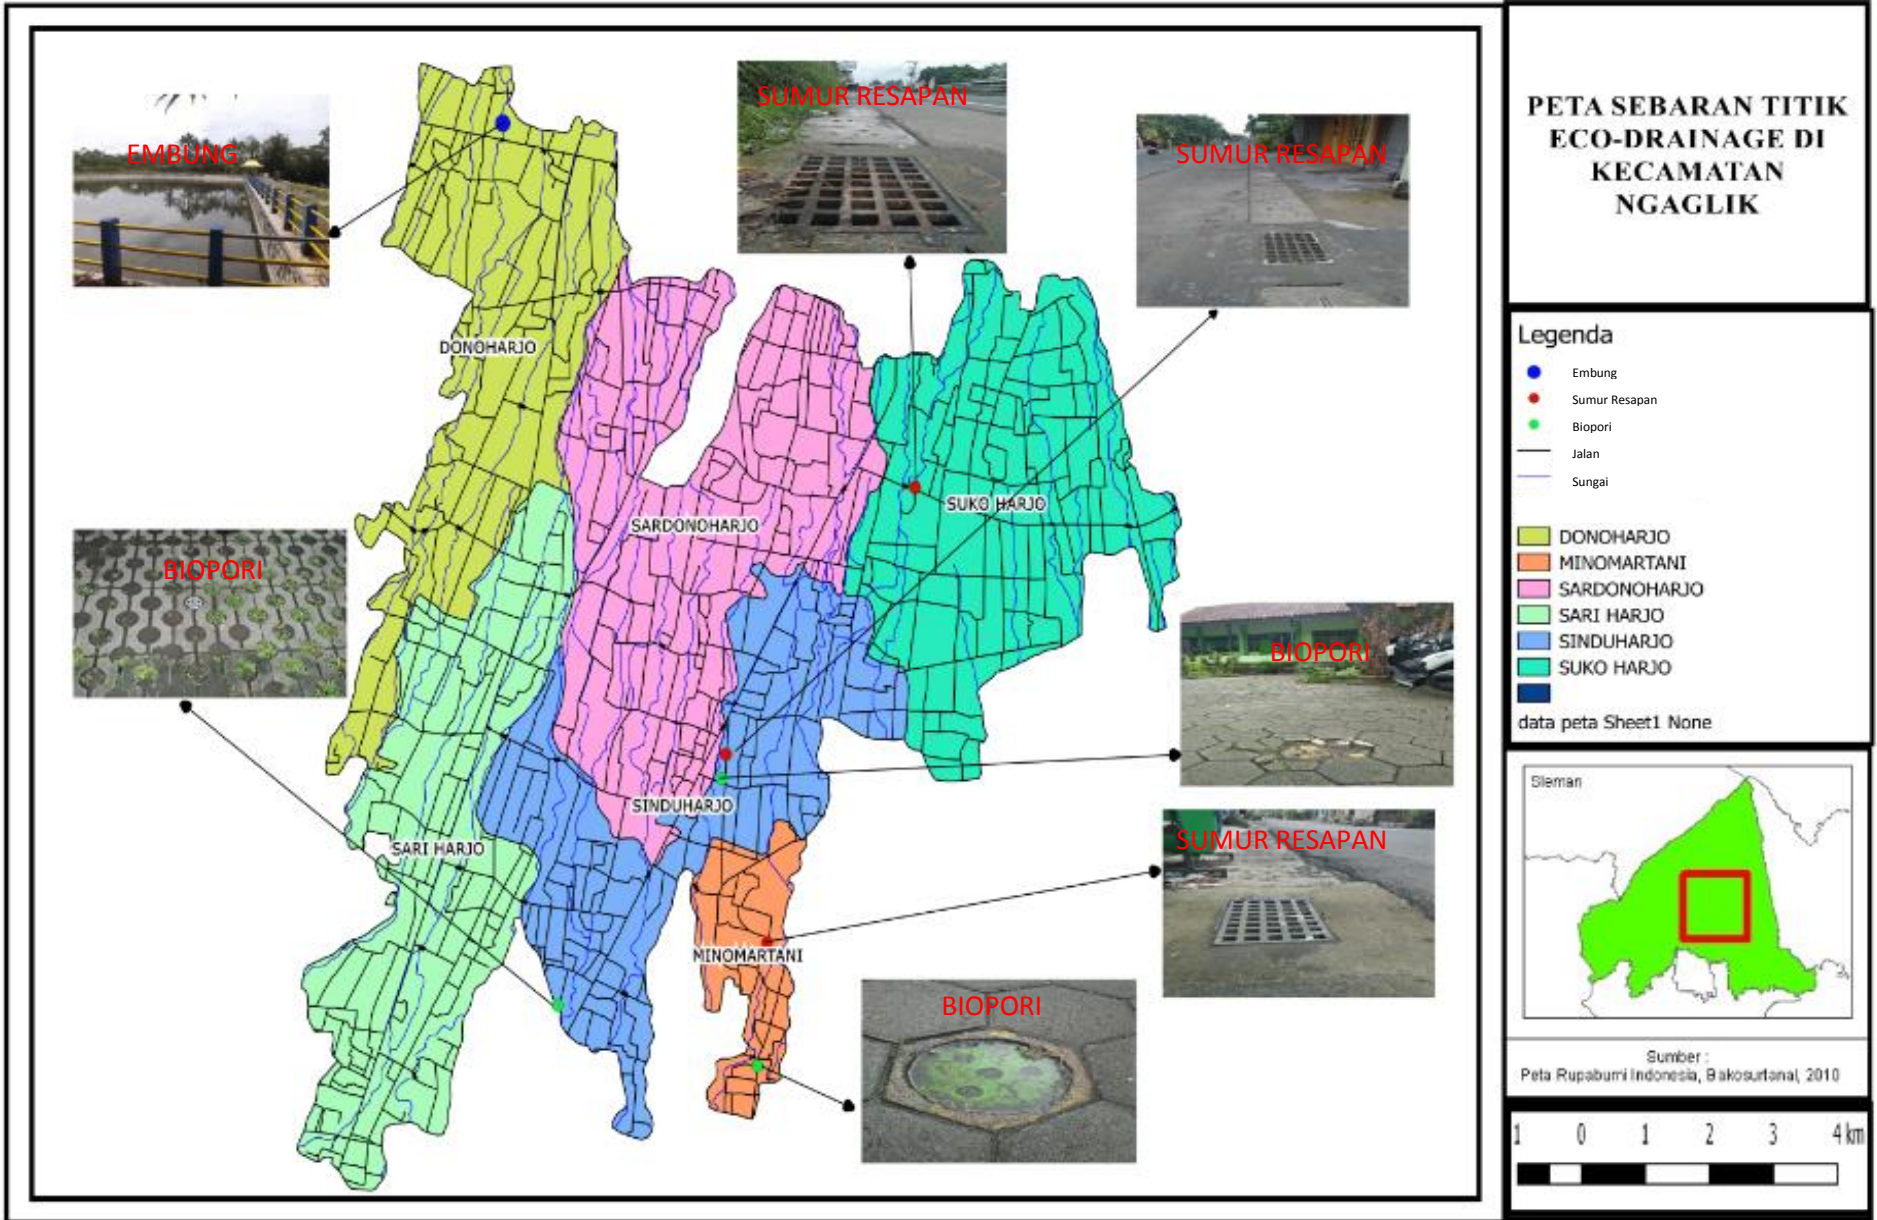 PETA SEBARAN TITIK
ECO-DRAINAGE DI
KECAMATAN
NGAGLIK
EMBUNG
SUMUR RESAPAN
SUMUR RESAPAN
DONOHARJO
SARDONOHARJO
SUKO HARJO
BIOPORI
BIOPORI
SINDUHARJO
SARI HARJO
SUMUR RESAPAN
MINOMARTANI
BIOPORI
Legenda
Embung
Sumur Resapan
Biopori
Jalan
Sungai
DONOHARJO
MINOMARTANI
SARDONOHARJO
SARI HARJO
SINDUHARJO
SUKO HARJO
data peta Sheet1 None
Sleman
Sumber :
Peta Rupabumi Indonesia, Bakosurtanal, 2010
1 0 1 2 3 4 km